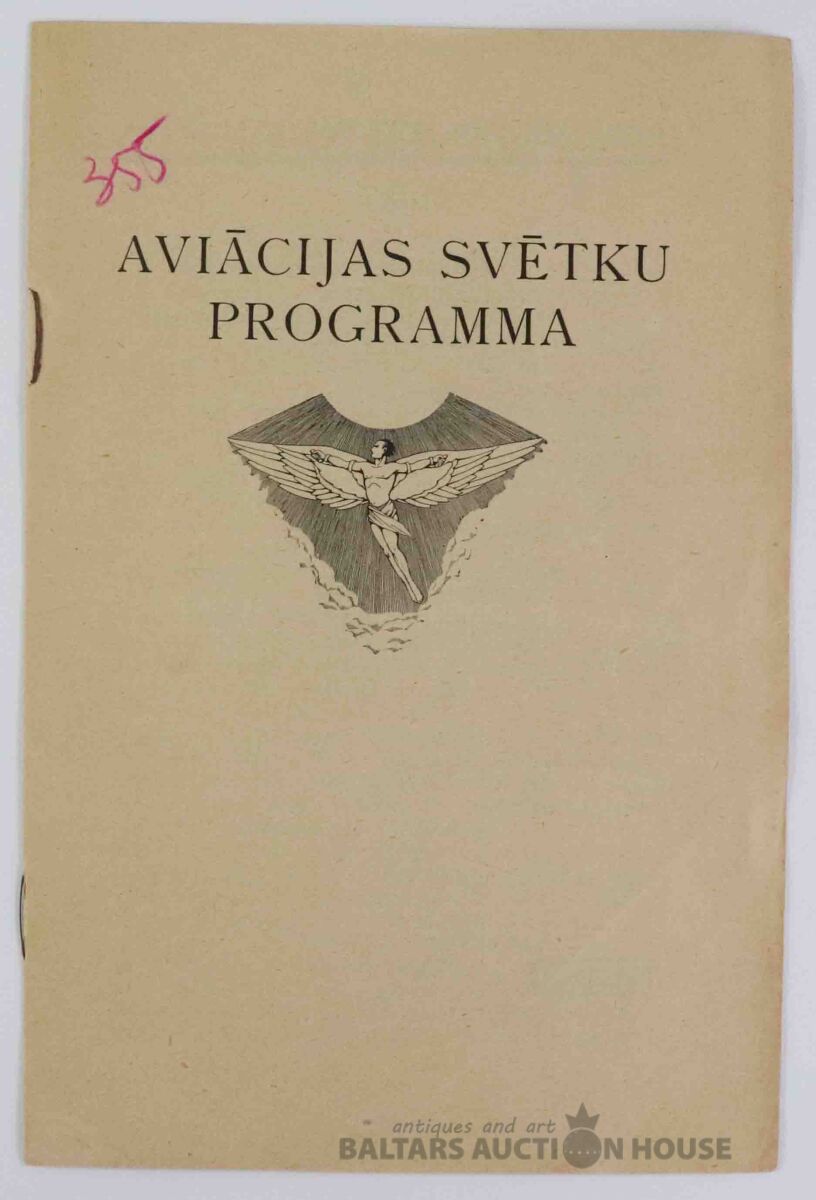 355
AVIĀCIJAS SVĒTKU
PROGRAMMA
antiques and art
BALTARS AUCTION HOUSE